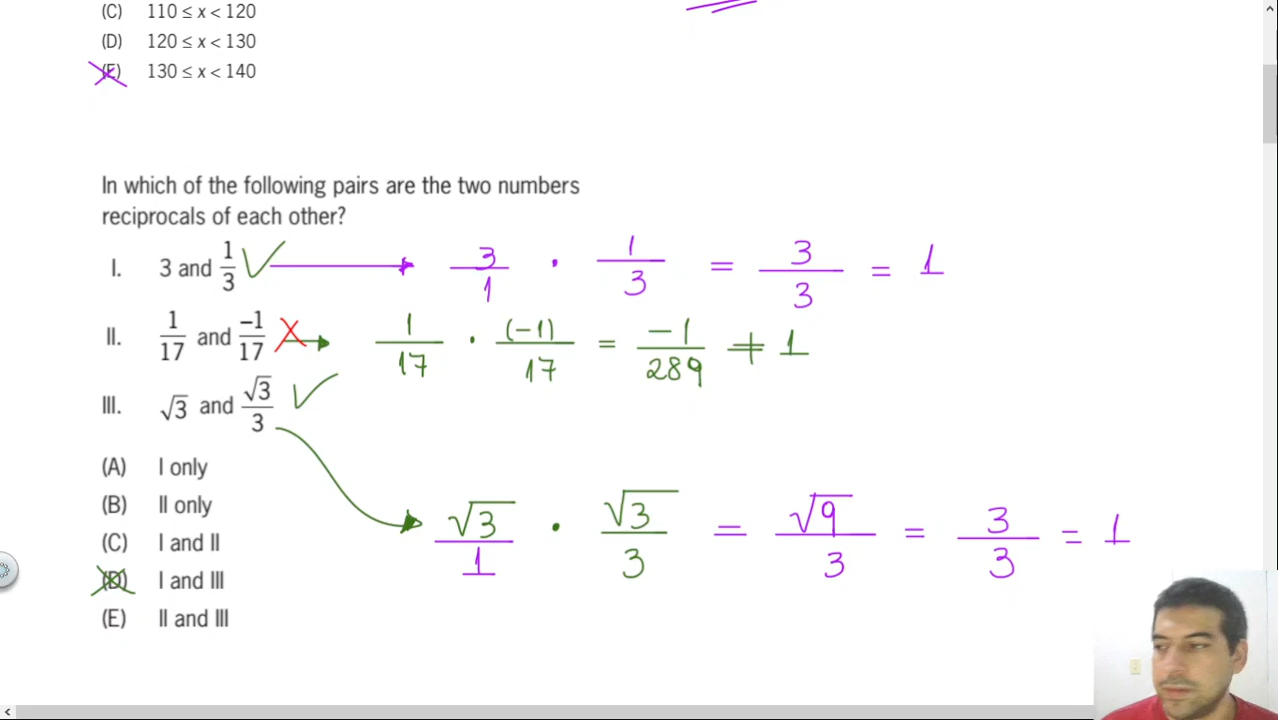 (C) 110 ≤ x < 120
(D) 120 ≤ x < 130
(E) 130 ≤ x < 140
In which of the following pairs are the two numbers
reciprocals of each other?
I. 3 and 1/3 ✓ → 3/1 · 1/3 = 3/3 = 1
II. 1/17 and -1/17 X → 1/17 · (-1)/17 = -1/289 ≠ 1
III. √3 and √3/3 ✓
(A) I only
(B) II only
(C) I and II
√3/1 · √3/3 = √9/3 = 3/3 = 1
(D) I and III
(E) II and III